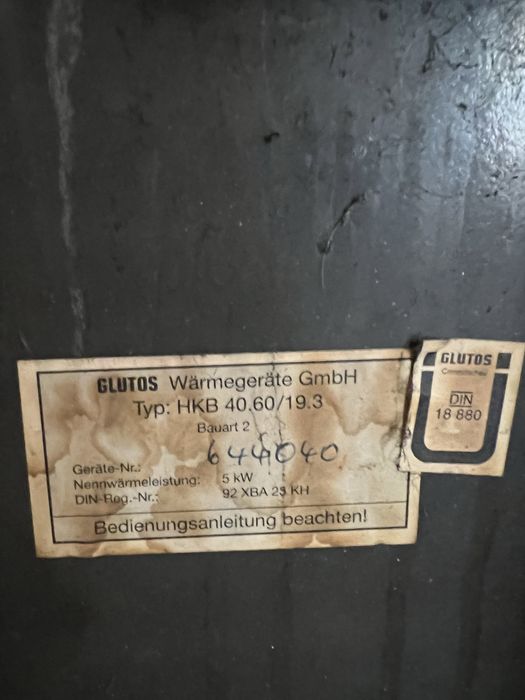 GLUTOS Wärmegeräte GmbH
Typ: HKB 40.60/19.3
Bauart 2
Geräte-Nr.: 644040
Nennwärmeleistung: 5 kW
DIN-Reg.-Nr.: 92 XBA 23 KH
Bedienungsanleitung beachten!
GLUTOS
DIN
18 880